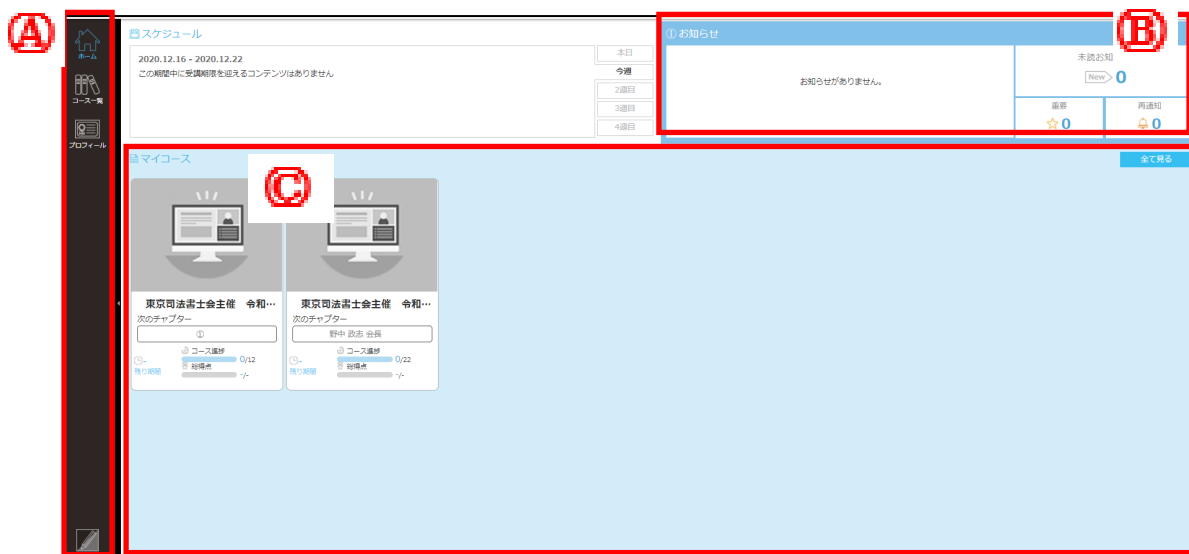 Ⓐ
ホーム
コース一覧
プロフィール
スケジュール
2020.12.16 - 2020.12.22
この期間中に受講期限を迎えるコンテンツはありません
本日
今週
2週目
3週目
4週目
① お知らせ
Ⓑ
お知らせがありません。
未読お知
New 0
重要
0
再通知
0
マイコース
全て見る
Ⓒ
東京司法書士会主催 令和…
次のチャプター
①
コース進捗
0/12
残り期間
-
総得点
-/-
東京司法書士会主催 令和…
次のチャプター
野中 政志 会長
コース進捗
0/22
残り期間
-
総得点
-/-